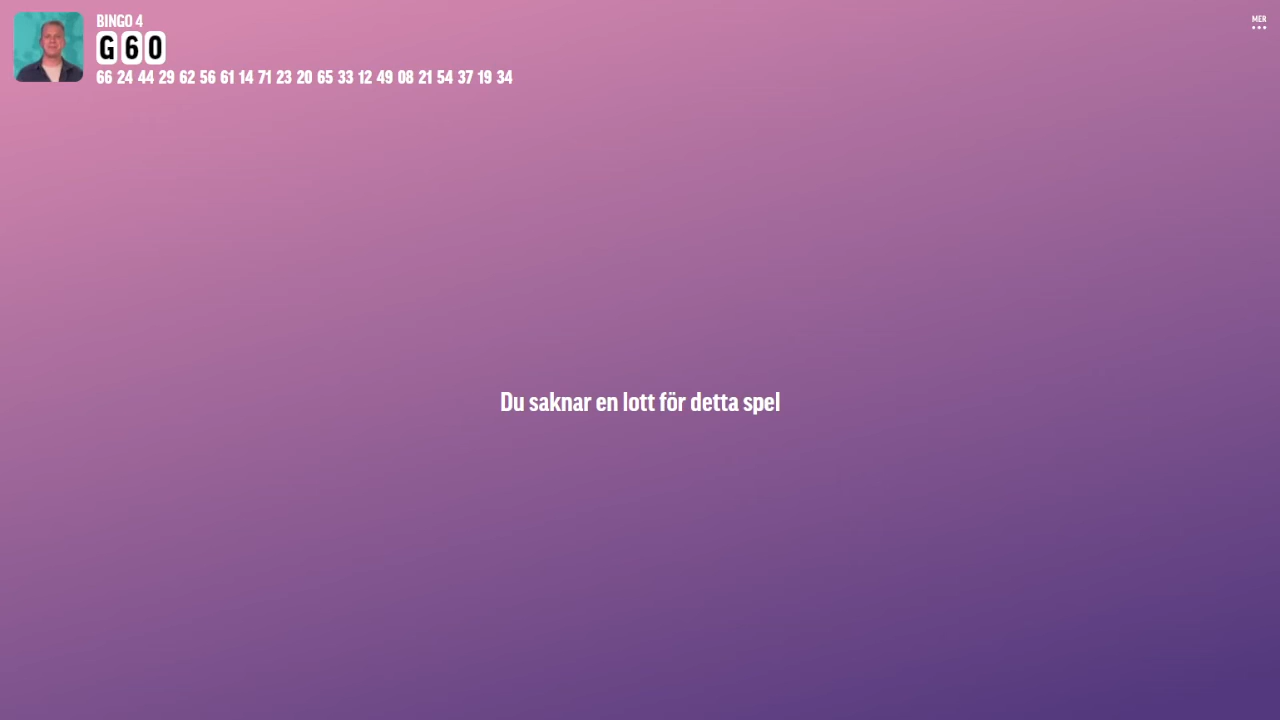 BINGO 4
G 6 0
66 24 44 29 62 56 61 14 71 23 20 65 33 12 49 08 21 54 37 19 34
MER
Du saknar en lott för detta spel